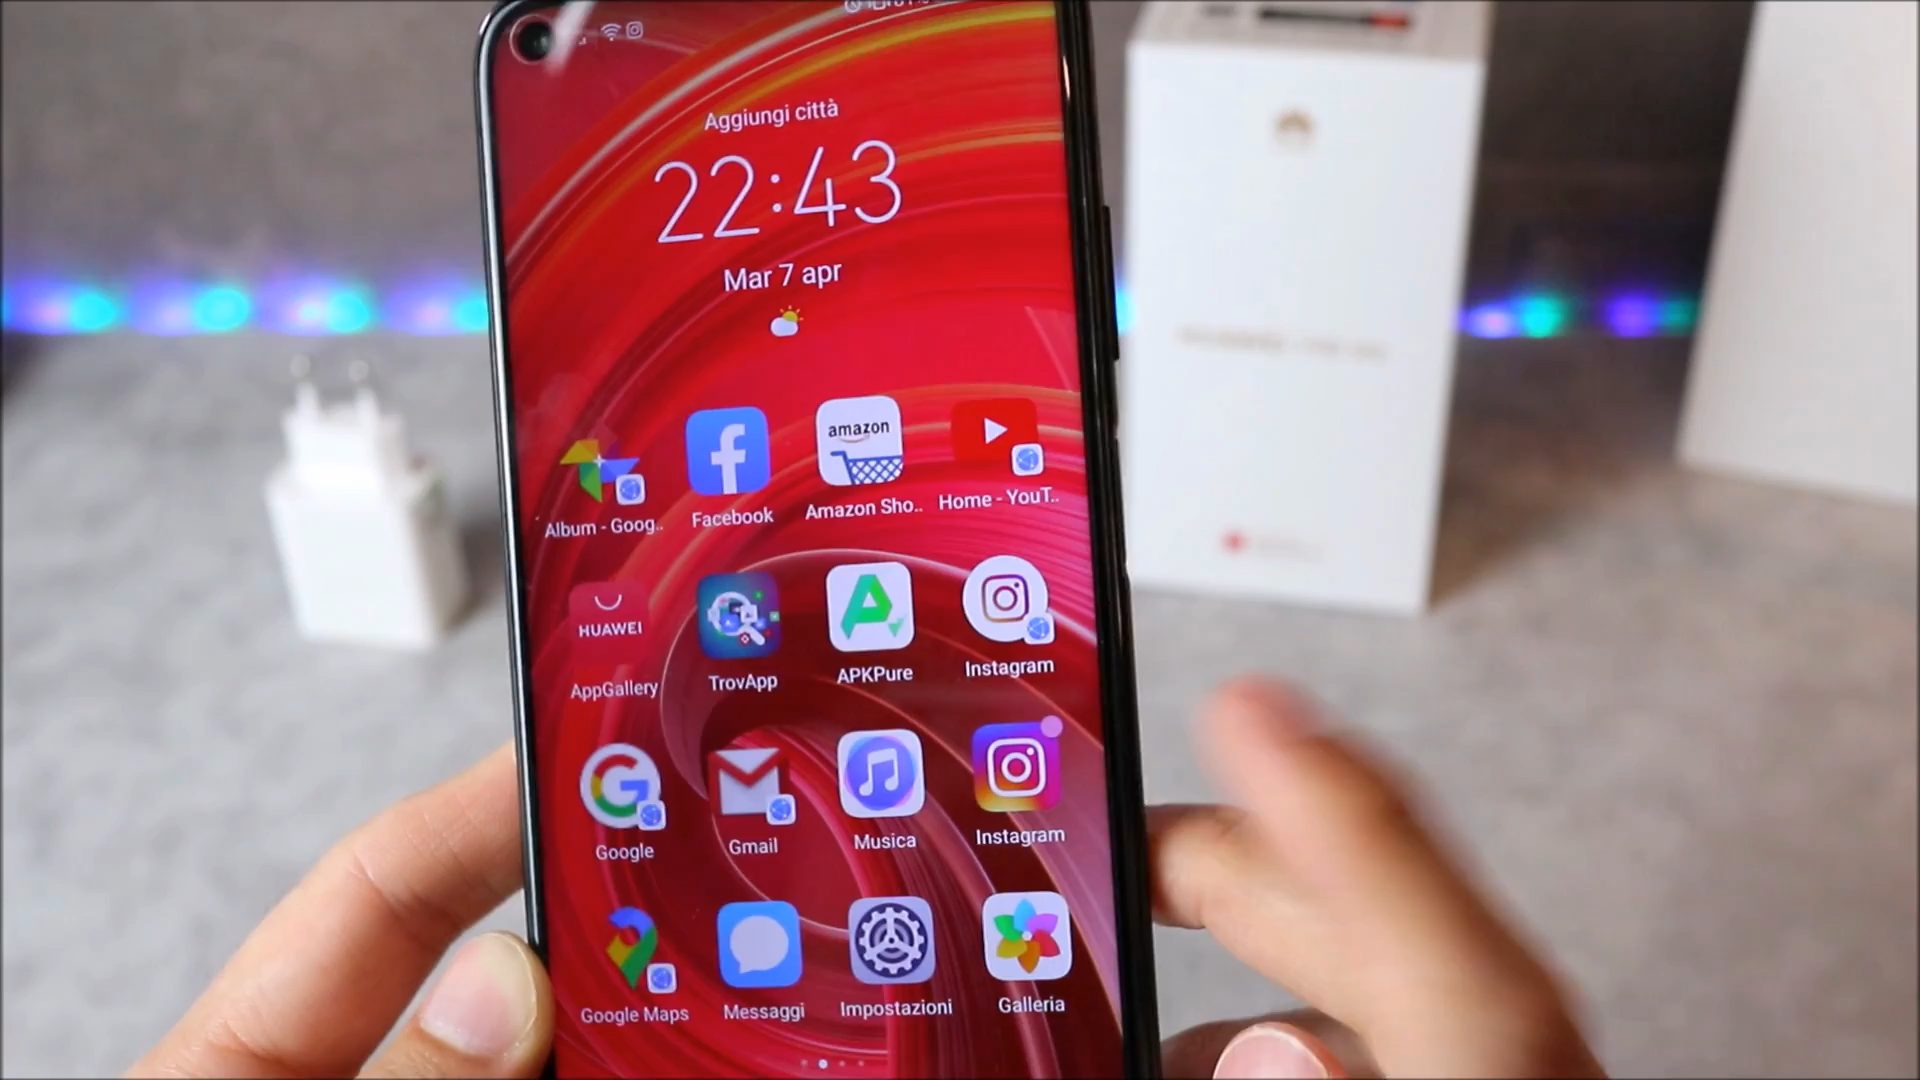 Aggiungi città
22:43
Mar 7 apr
amazon
Album - Goog..
Facebook
Amazon Sho..
Home - YouT..
HUAWEI
AppGallery
TrovApp
APKPure
Instagram
Google
Gmail
Musica
Instagram
Google Maps
Messaggi
Impostazioni
Galleria